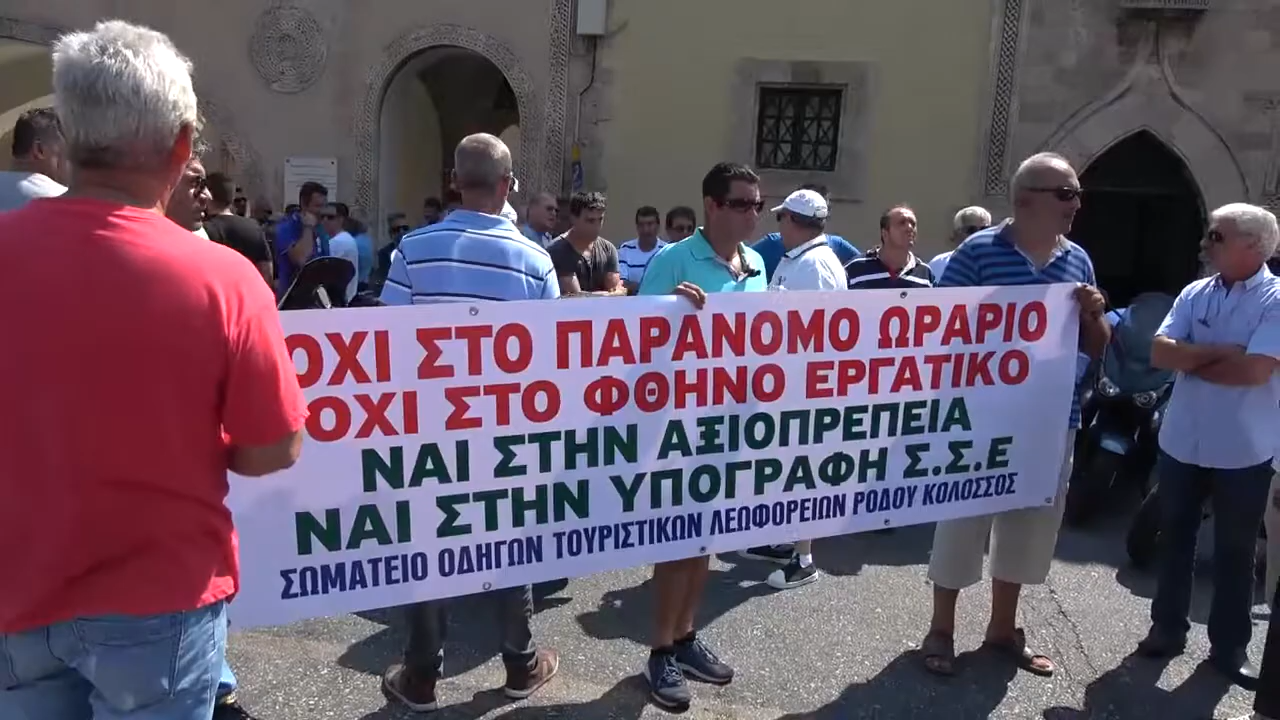 ΟΧΙ ΣΤΟ ΠΑΡΑΝΟΜΟ ΩΡΑΡΙΟ
ΟΧΙ ΣΤΟ ΦΘΗΝΟ ΕΡΓΑΤΙΚΟ
ΝΑΙ ΣΤΗΝ ΑΞΙΟΠΡΕΠΕΙΑ
ΝΑΙ ΣΤΗΝ ΥΠΟΓΡΑΦΗ Σ.Σ.Ε
ΣΩΜΑΤΕΙΟ ΟΔΗΓΩΝ ΤΟΥΡΙΣΤΙΚΩΝ ΛΕΩΦΟΡΕΙΩΝ ΡΟΔΟΥ ΚΟΛΟΣΣΟΣ